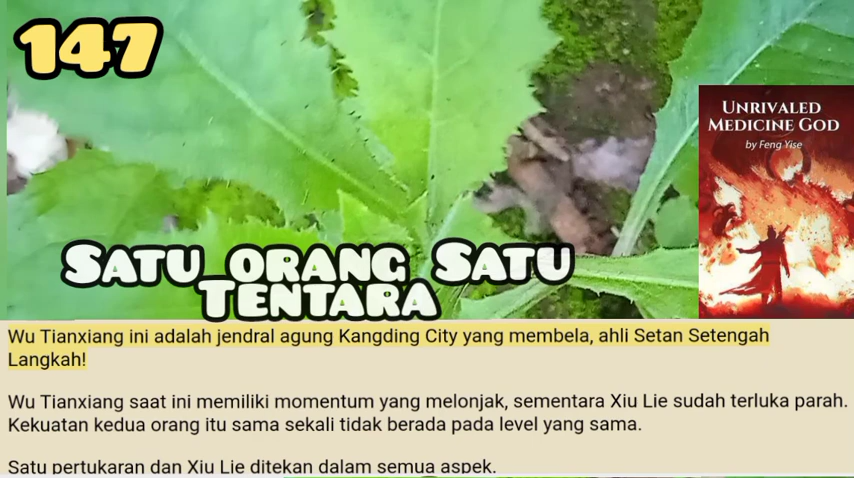 147
UNRIVALED
MEDICINE GOD
by Feng Yise
SATU ORANG SATU
TENTARA
Wu Tianxiang ini adalah jendral agung Kangding City yang membela, ahli Setan Setengah
Langkah!
Wu Tianxiang saat ini memiliki momentum yang melonjak, sementara Xiu Lie sudah terluka parah.
Kekuatan kedua orang itu sama sekali tidak berada pada level yang sama.
Satu pertukaran dan Xiu Lie ditekan dalam semua aspek.